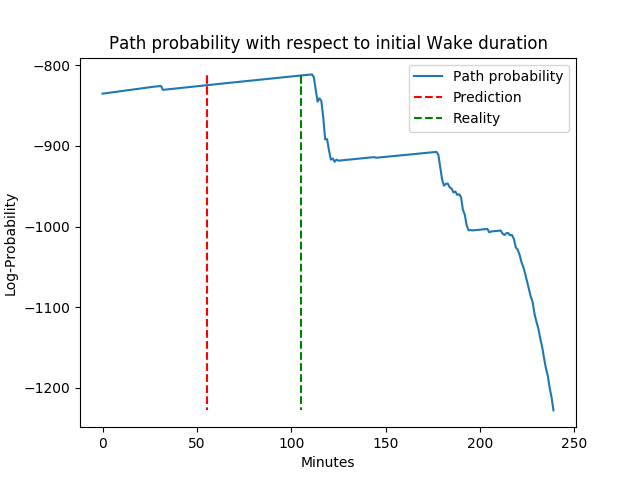 Path probability with respect to initial Wake duration
Path probability
Prediction
Reality
−800
−900
−1000
−1100
−1200
Log-Probability
0 50 100 150 200 250
Minutes